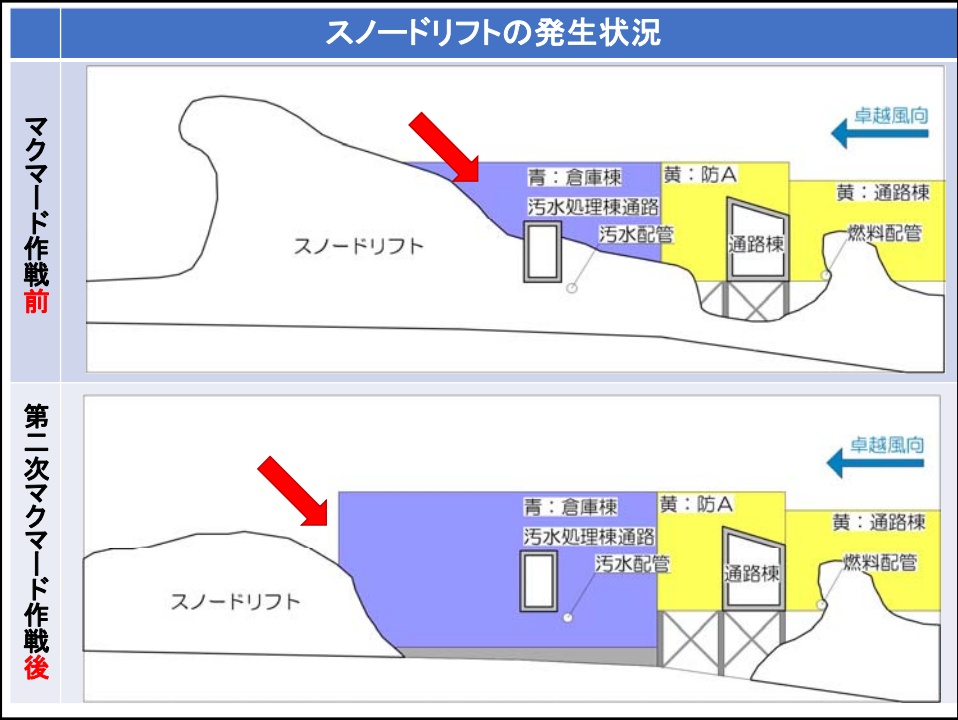 スノードリフトの発生状況
マクマード作戦前
卓越風向
青：倉庫棟
黄：防A
黄：通路棟
汚水処理棟通路
汚水配管
通路棟
燃料配管
スノードリフト
第二次マクマード作戦後
卓越風向
青：倉庫棟
黄：防A
黄：通路棟
汚水処理棟通路
汚水配管
通路棟
燃料配管
スノードリフト